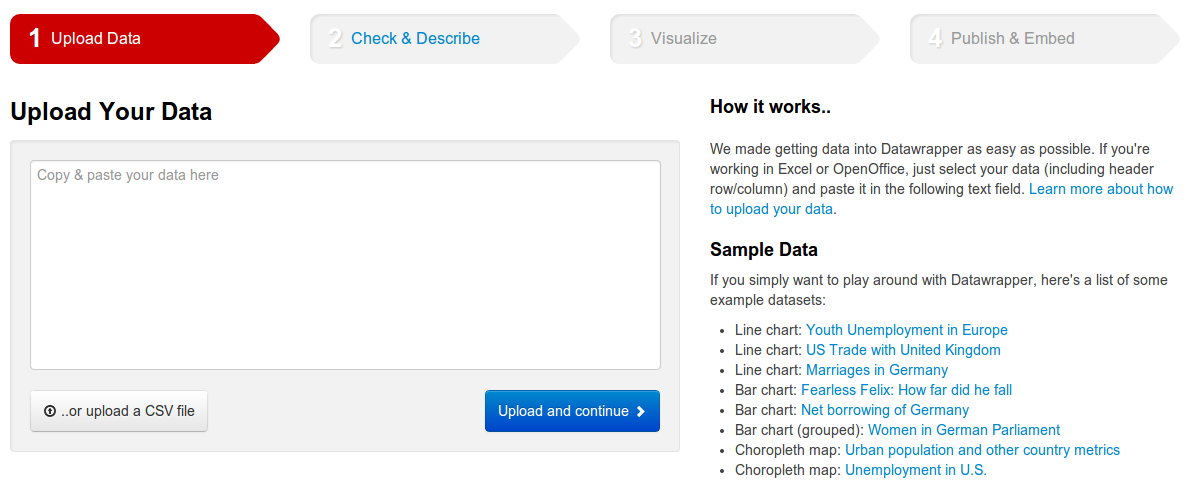 1 Upload Data
2 Check & Describe
3 Visualize
4 Publish & Embed
Upload Your Data
Copy & paste your data here
..or upload a CSV file
Upload and continue
How it works..
We made getting data into Datawrapper as easy as possible. If you're
working in Excel or OpenOffice, just select your data (including header
row/column) and paste it in the following text field. Learn more about how
to upload your data.
Sample Data
If you simply want to play around with Datawrapper, here's a list of some
example datasets:
• Line chart: Youth Unemployment in Europe
• Line chart: US Trade with United Kingdom
• Line chart: Marriages in Germany
• Bar chart: Fearless Felix: How far did he fall
• Bar chart: Net borrowing of Germany
• Bar chart (grouped): Women in German Parliament
• Choropleth map: Urban population and other country metrics
• Choropleth map: Unemployment in U.S.